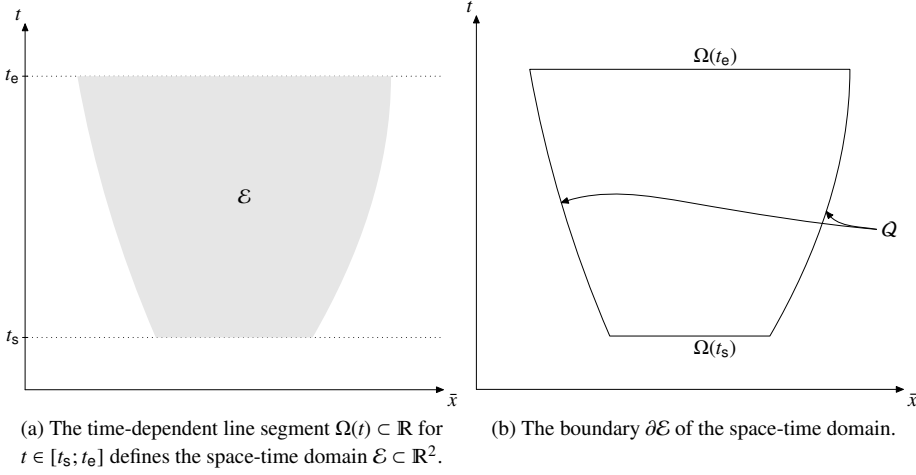 t
t
t_e
Ω(t_e)
ℰ
𝒬
t_s
Ω(t_s)
x̄
x̄
(a) The time-dependent line segment Ω(t) ⊂ ℝ for
t ∈ [t_s; t_e] defines the space-time domain ℰ ⊂ ℝ².
(b) The boundary ∂ℰ of the space-time domain.